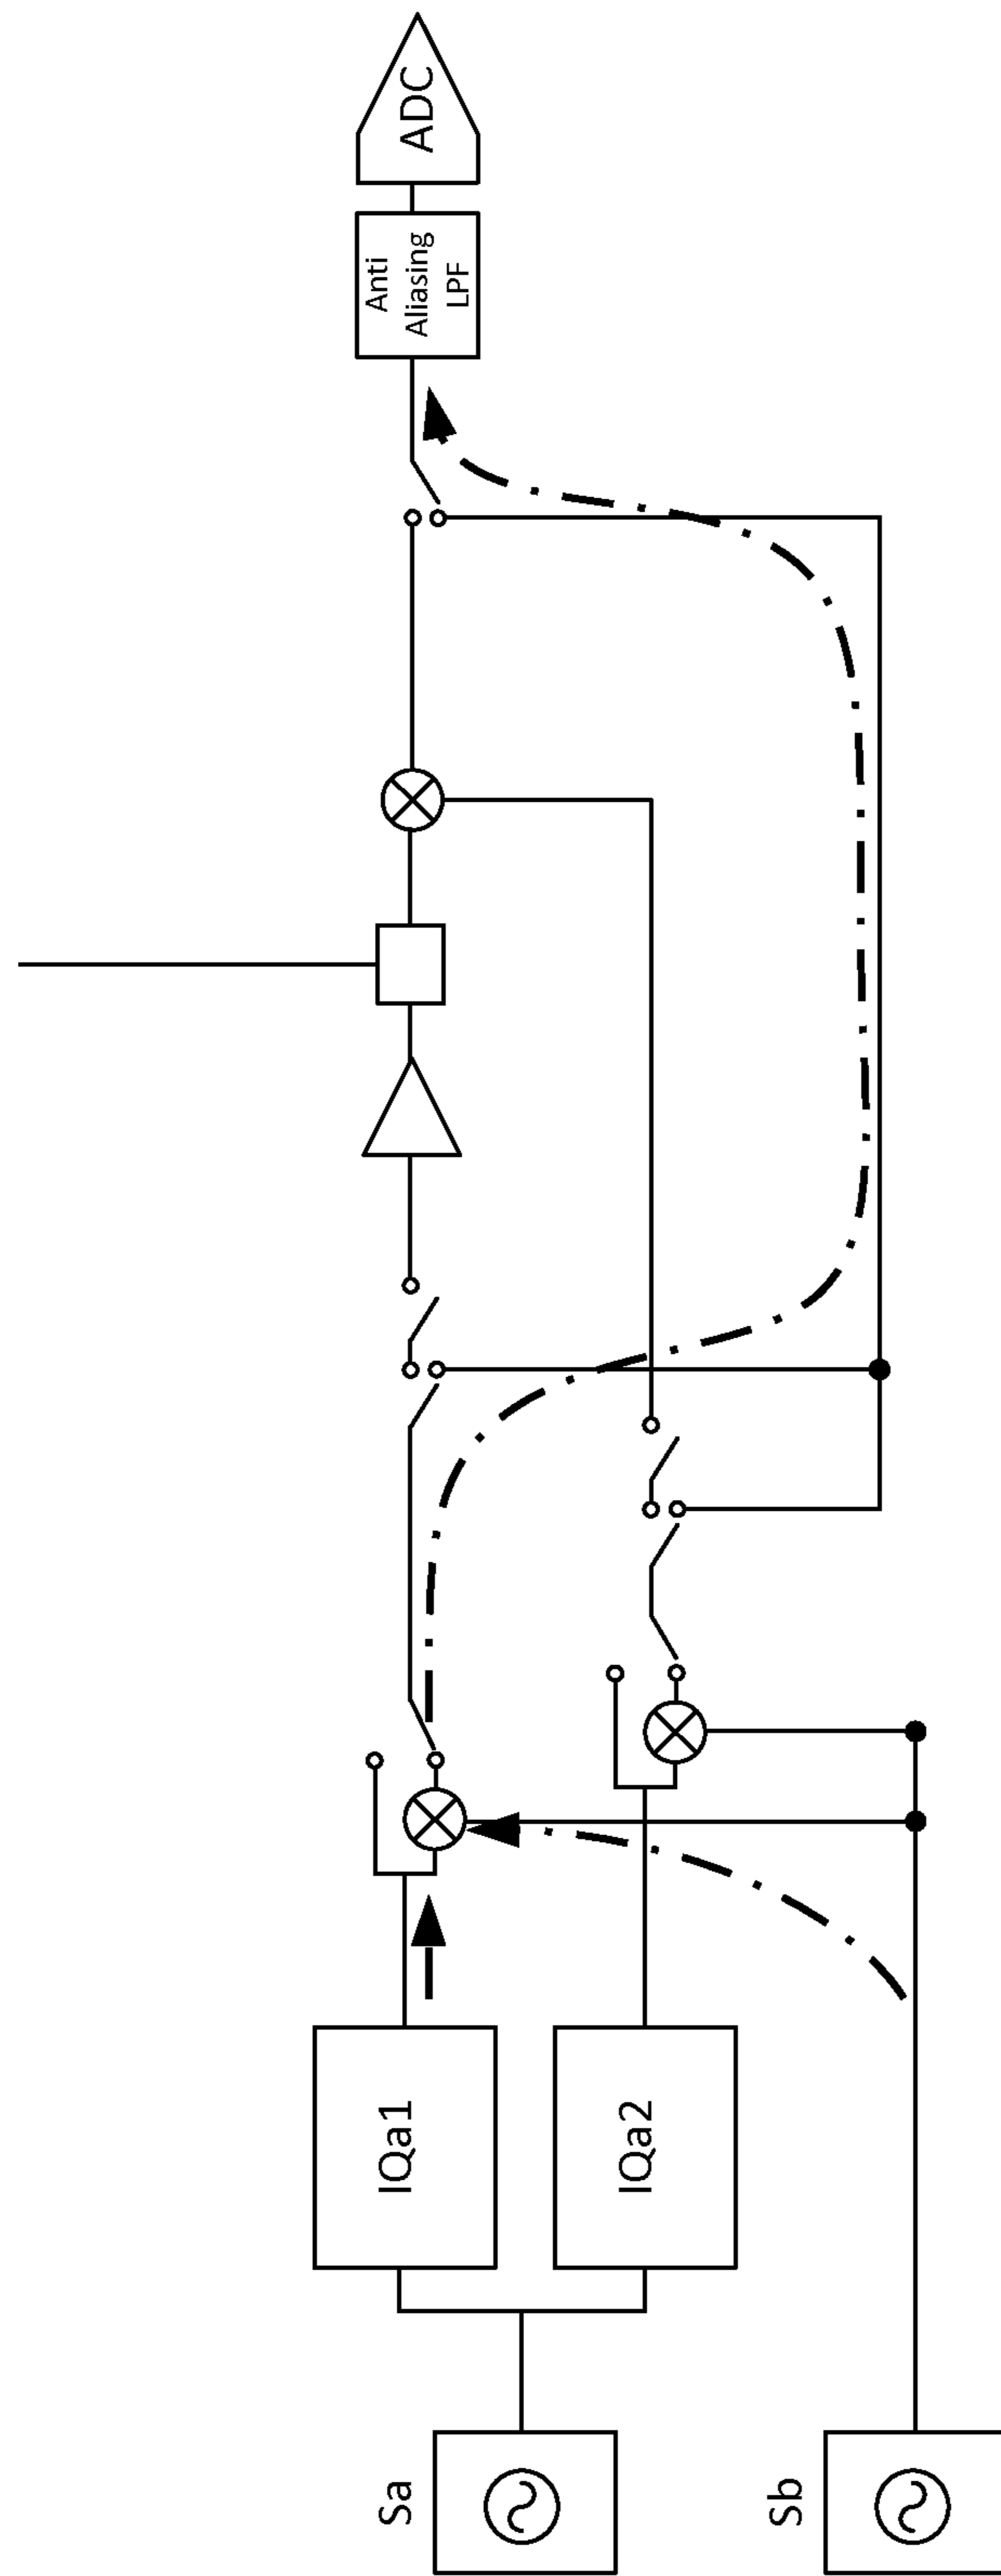 Sa
Sb
IQa1
IQa2
Anti
Aliasing
LPF
ADC